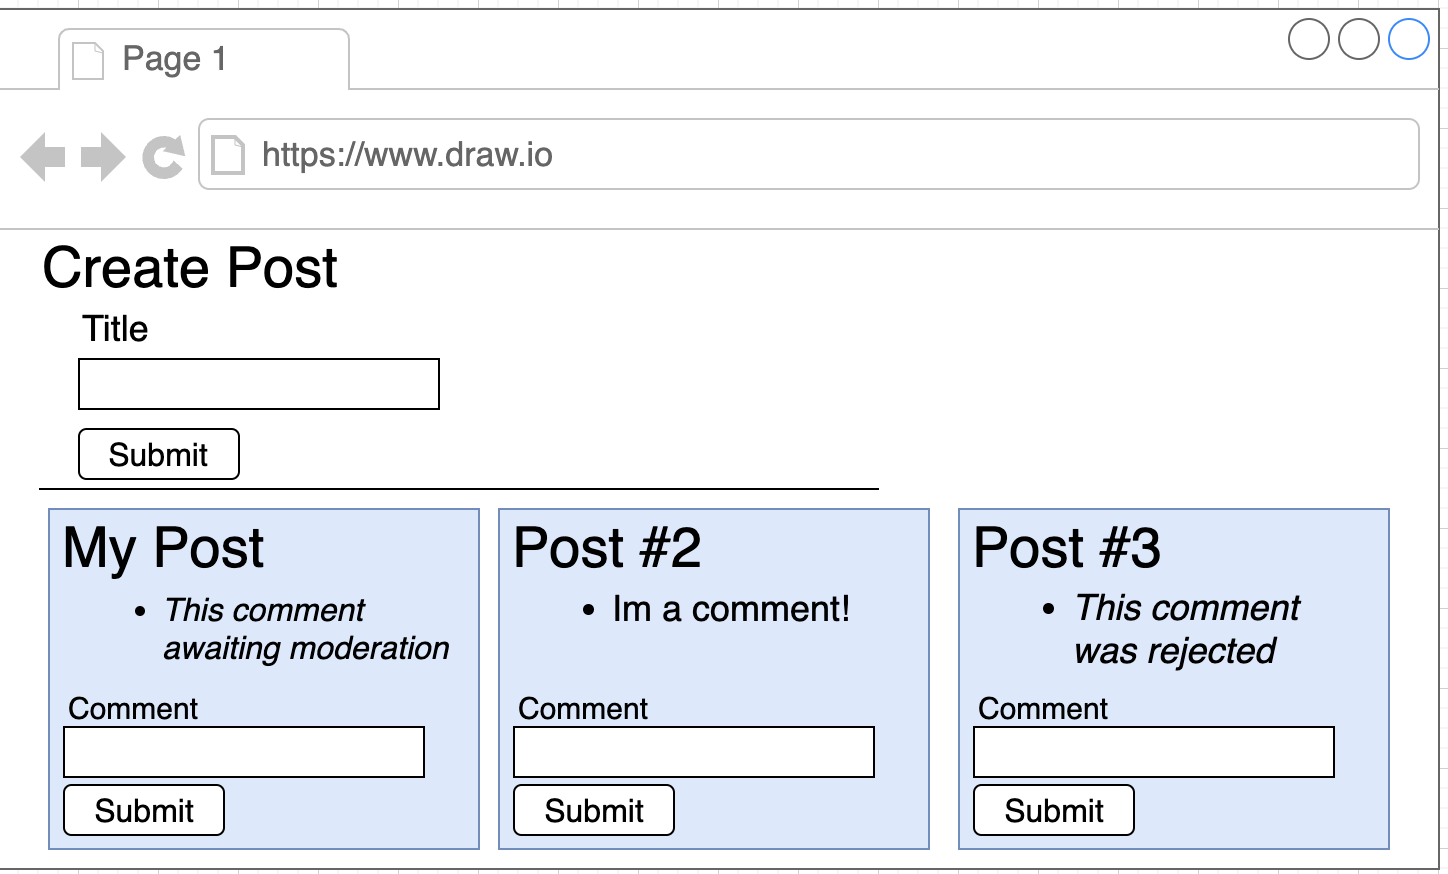 Page 1
https://www.draw.io
Create Post
Title
Submit
My Post
• This comment
awaiting moderation
Comment
Submit
Post #2
• Im a comment!
Comment
Submit
Post #3
• This comment
was rejected
Comment
Submit